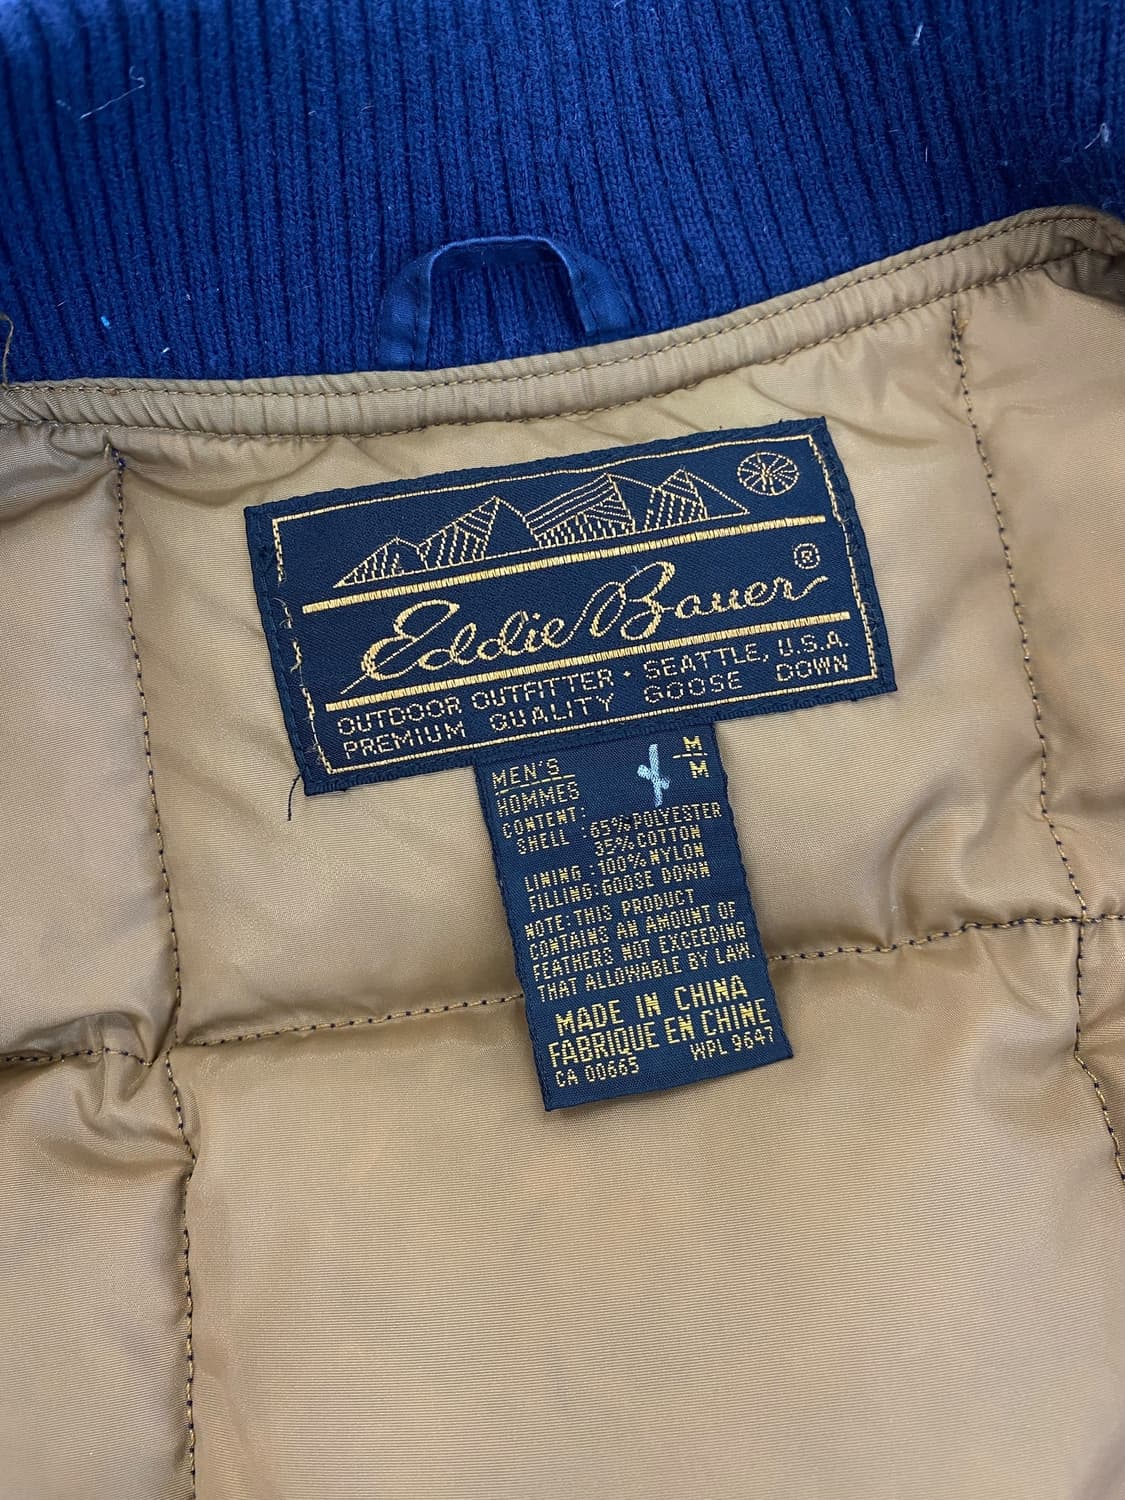 Eddie Bauer®
OUTDOOR OUTFITTER · SEATTLE, U.S.A.
PREMIUM QUALITY GOOSE DOWN
MEN'S M
HOMMES M
CONTENT:
SHELL : 65% POLYESTER
35% COTTON
LINING : 100% NYLON
FILLING: GOOSE DOWN
NOTE: THIS PRODUCT
CONTAINS AN AMOUNT OF
FEATHERS NOT EXCEEDING
THAT ALLOWABLE BY LAW.
MADE IN CHINA
FABRIQUE EN CHINE
CA 00665 WPL 9647